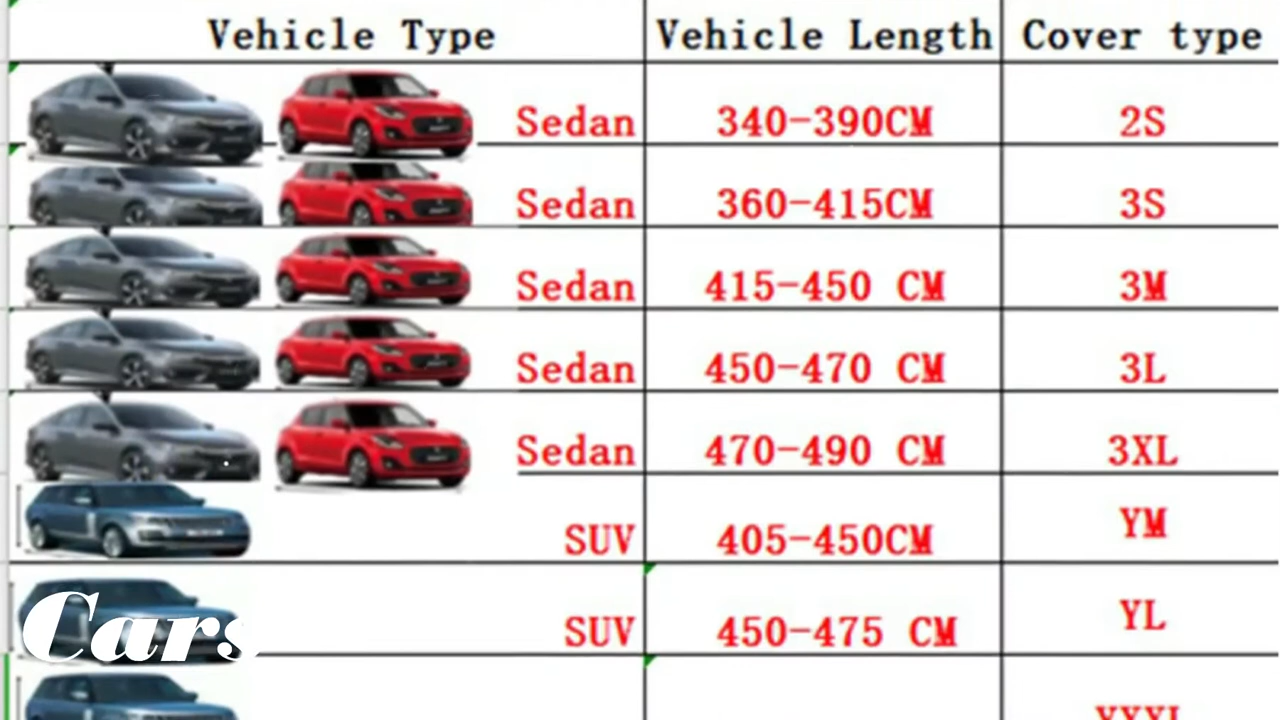 Vehicle Type Vehicle Length Cover type
Sedan 340-390CM 2S
Sedan 360-415CM 3S
Sedan 415-450 CM 3M
Sedan 450-470 CM 3L
Sedan 470-490 CM 3XL
SUV 405-450CM YM
SUV 450-475 CM YL
Cars